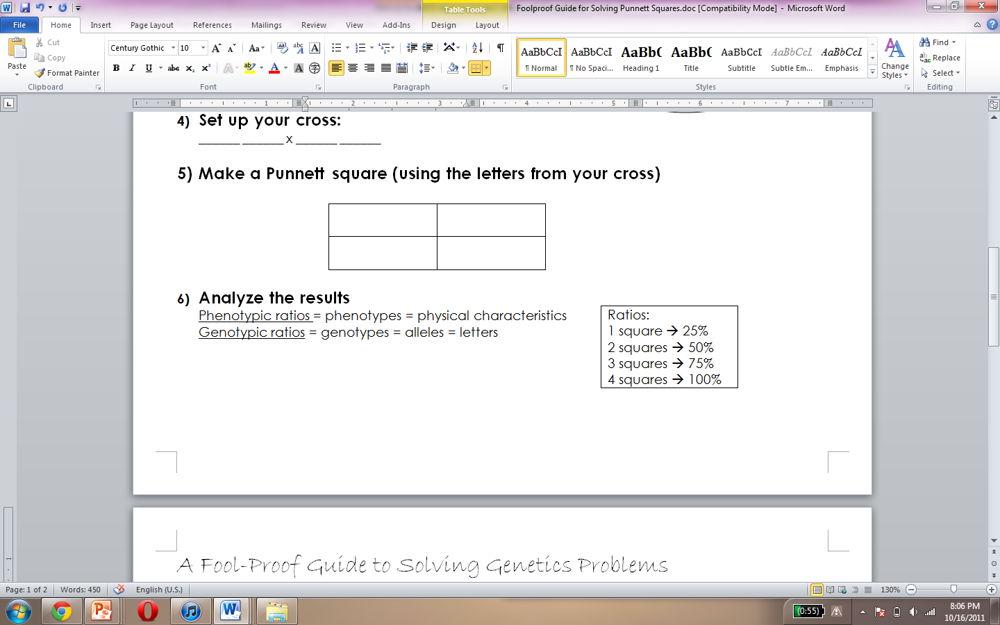 Table Tools
Foolproof Guide for Solving Punnett Squares.doc [Compatibility Mode] - Microsoft Word
File Home Insert Page Layout References Mailings Review View Add-Ins Design Layout
Paste
Cut
Copy
Format Painter
Clipboard
Century Gothic 10
Font
Paragraph
AaBbCcI AaBbCcI AaBbC AaBbC AaBbCcI AaBbCcI AaBbCcI
¶ Normal ¶ No Spaci... Heading 1 Title Subtitle Subtle Em... Emphasis
Change Styles
Styles
Find
Replace
Select
Editing
1 2 3 4 5 6 7
4) Set up your cross:
______ ______ x ______ ______
5) Make a Punnett square (using the letters from your cross)
6) Analyze the results
Phenotypic ratios = phenotypes = physical characteristics
Genotypic ratios = genotypes = alleles = letters
Ratios:
1 square → 25%
2 squares → 50%
3 squares → 75%
4 squares → 100%
A Fool-Proof Guide to Solving Genetics Problems
Page: 1 of 2 Words: 450 English (U.S.) 130%
(0:55)
8:06 PM
10/16/2011